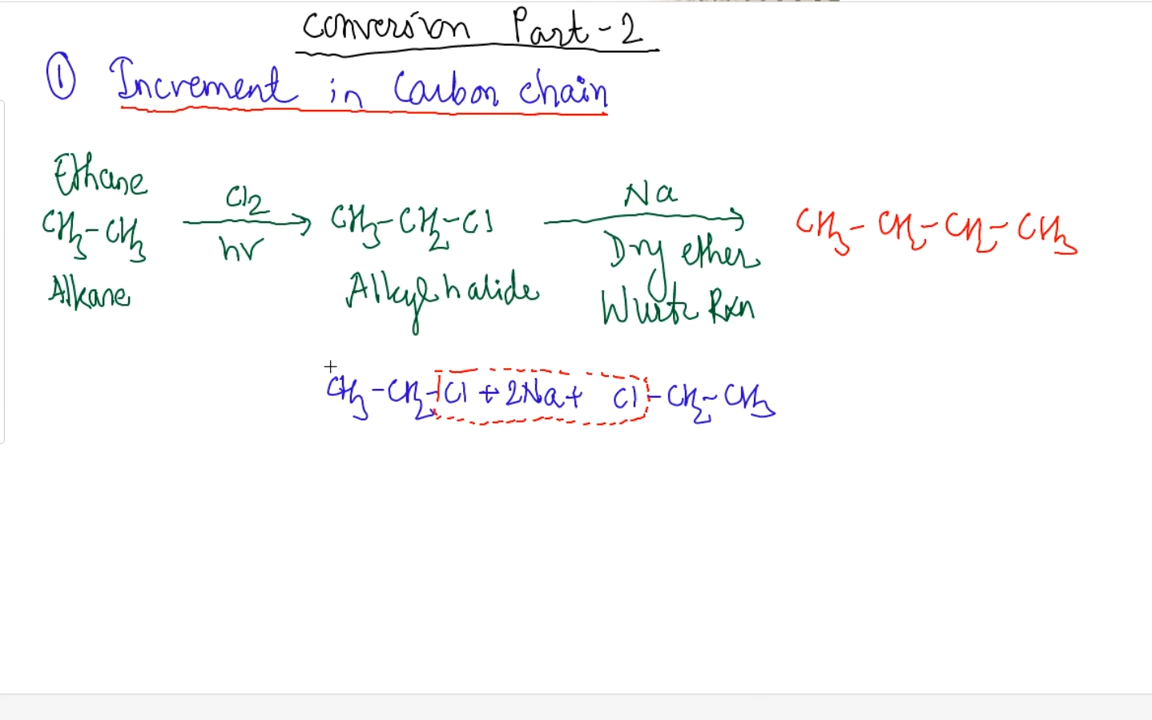 Conversion Part-2
① Increment in Carbon chain
Ethane
CH3-CH3 Cl2 hν CH3-CH2-Cl Na CH3-CH2-CH2-CH3
Dry ether
Alkane Alkyl halide Wurtz Rxn
CH3-CH2-Cl + 2Na + Cl-CH2-CH3